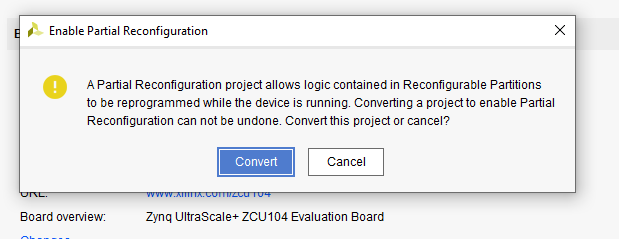 Enable Partial Reconfiguration
A Partial Reconfiguration project allows logic contained in Reconfigurable Partitions
to be reprogrammed while the device is running. Converting a project to enable Partial
Reconfiguration can not be undone. Convert this project or cancel?
Convert Cancel
URL: www.xilinx.com/zcu104
Board overview: Zynq UltraScale+ ZCU104 Evaluation Board
Changes